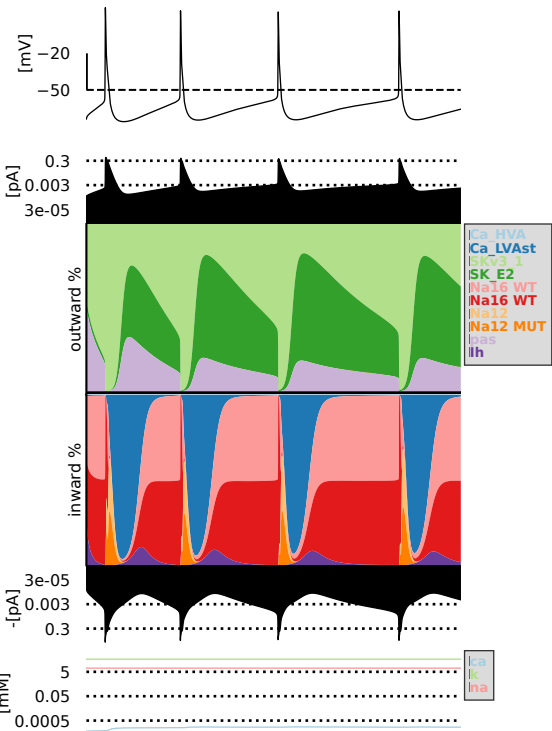 [mV]
−20
−50
[pA]
0.3
0.003
3e-05
outward %
Ca_HVA
Ca_LVAst
SKv3_1
SK_E2
Na16 WT
Na16 WT
Na12
Na12 MUT
pas
Ih
inward %
-[pA]
3e-05
0.003
0.3
[mM]
5
0.05
0.0005
ca
k
na